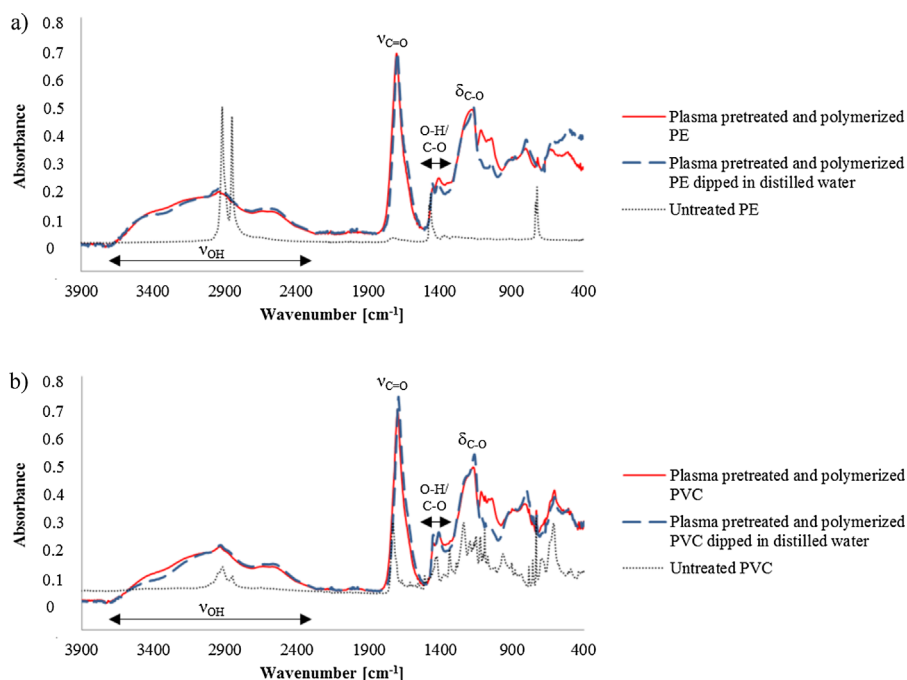 a)
0.8
0.7
0.6
0.5
0.4
0.3
0.2
0.1
0
Absorbance
νC=O
δC-O
O-H/
C-O
νOH
3900 3400 2900 2400 1900 1400 900 400
Wavenumber [cm-1]
Plasma pretreated and polymerized
PE
Plasma pretreated and polymerized
PE dipped in distilled water
Untreated PE
b)
0.8
0.7
0.6
0.5
0.4
0.3
0.2
0.1
0
Absorbance
νC=O
δC-O
O-H/
C-O
νOH
3900 3400 2900 2400 1900 1400 900 400
Wavenumber [cm-1]
Plasma pretreated and polymerized
PVC
Plasma pretreated and polymerized
PVC dipped in distilled water
Untreated PVC